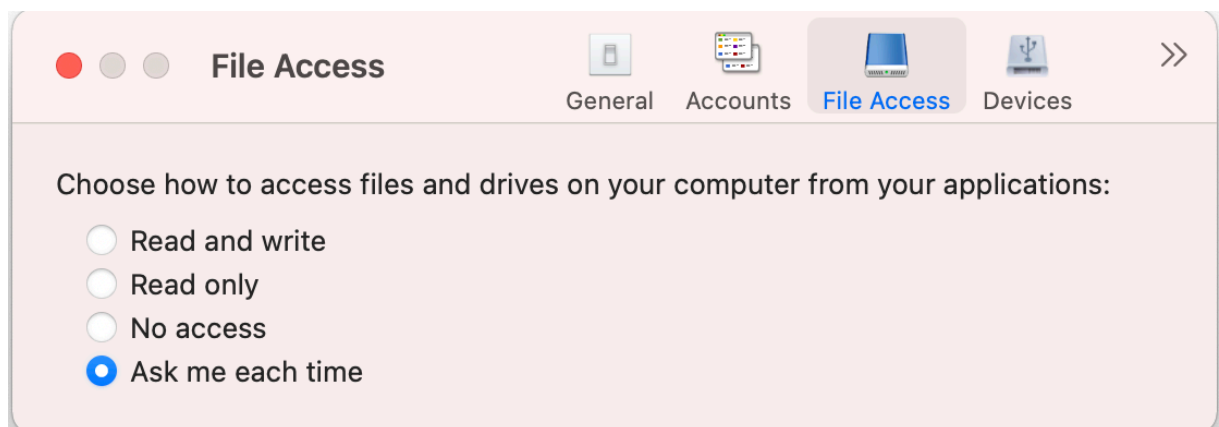 File Access
General
Accounts
File Access
Devices
Choose how to access files and drives on your computer from your applications:
Read and write
Read only
No access
Ask me each time